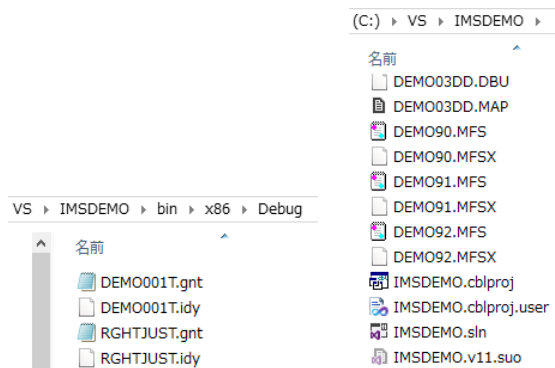 VS ▸ IMSDEMO ▸ bin ▸ x86 ▸ Debug
名前
DEMO001T.gnt
DEMO001T.idy
RGHTJUST.gnt
RGHTJUST.idy
(C:) ▸ VS ▸ IMSDEMO ▸
名前
DEMO03DD.DBU
DEMO03DD.MAP
DEMO90.MFS
DEMO90.MFSX
DEMO91.MFS
DEMO91.MFSX
DEMO92.MFS
DEMO92.MFSX
IMSDEMO.cblproj
IMSDEMO.cblproj.user
IMSDEMO.sln
IMSDEMO.v11.suo